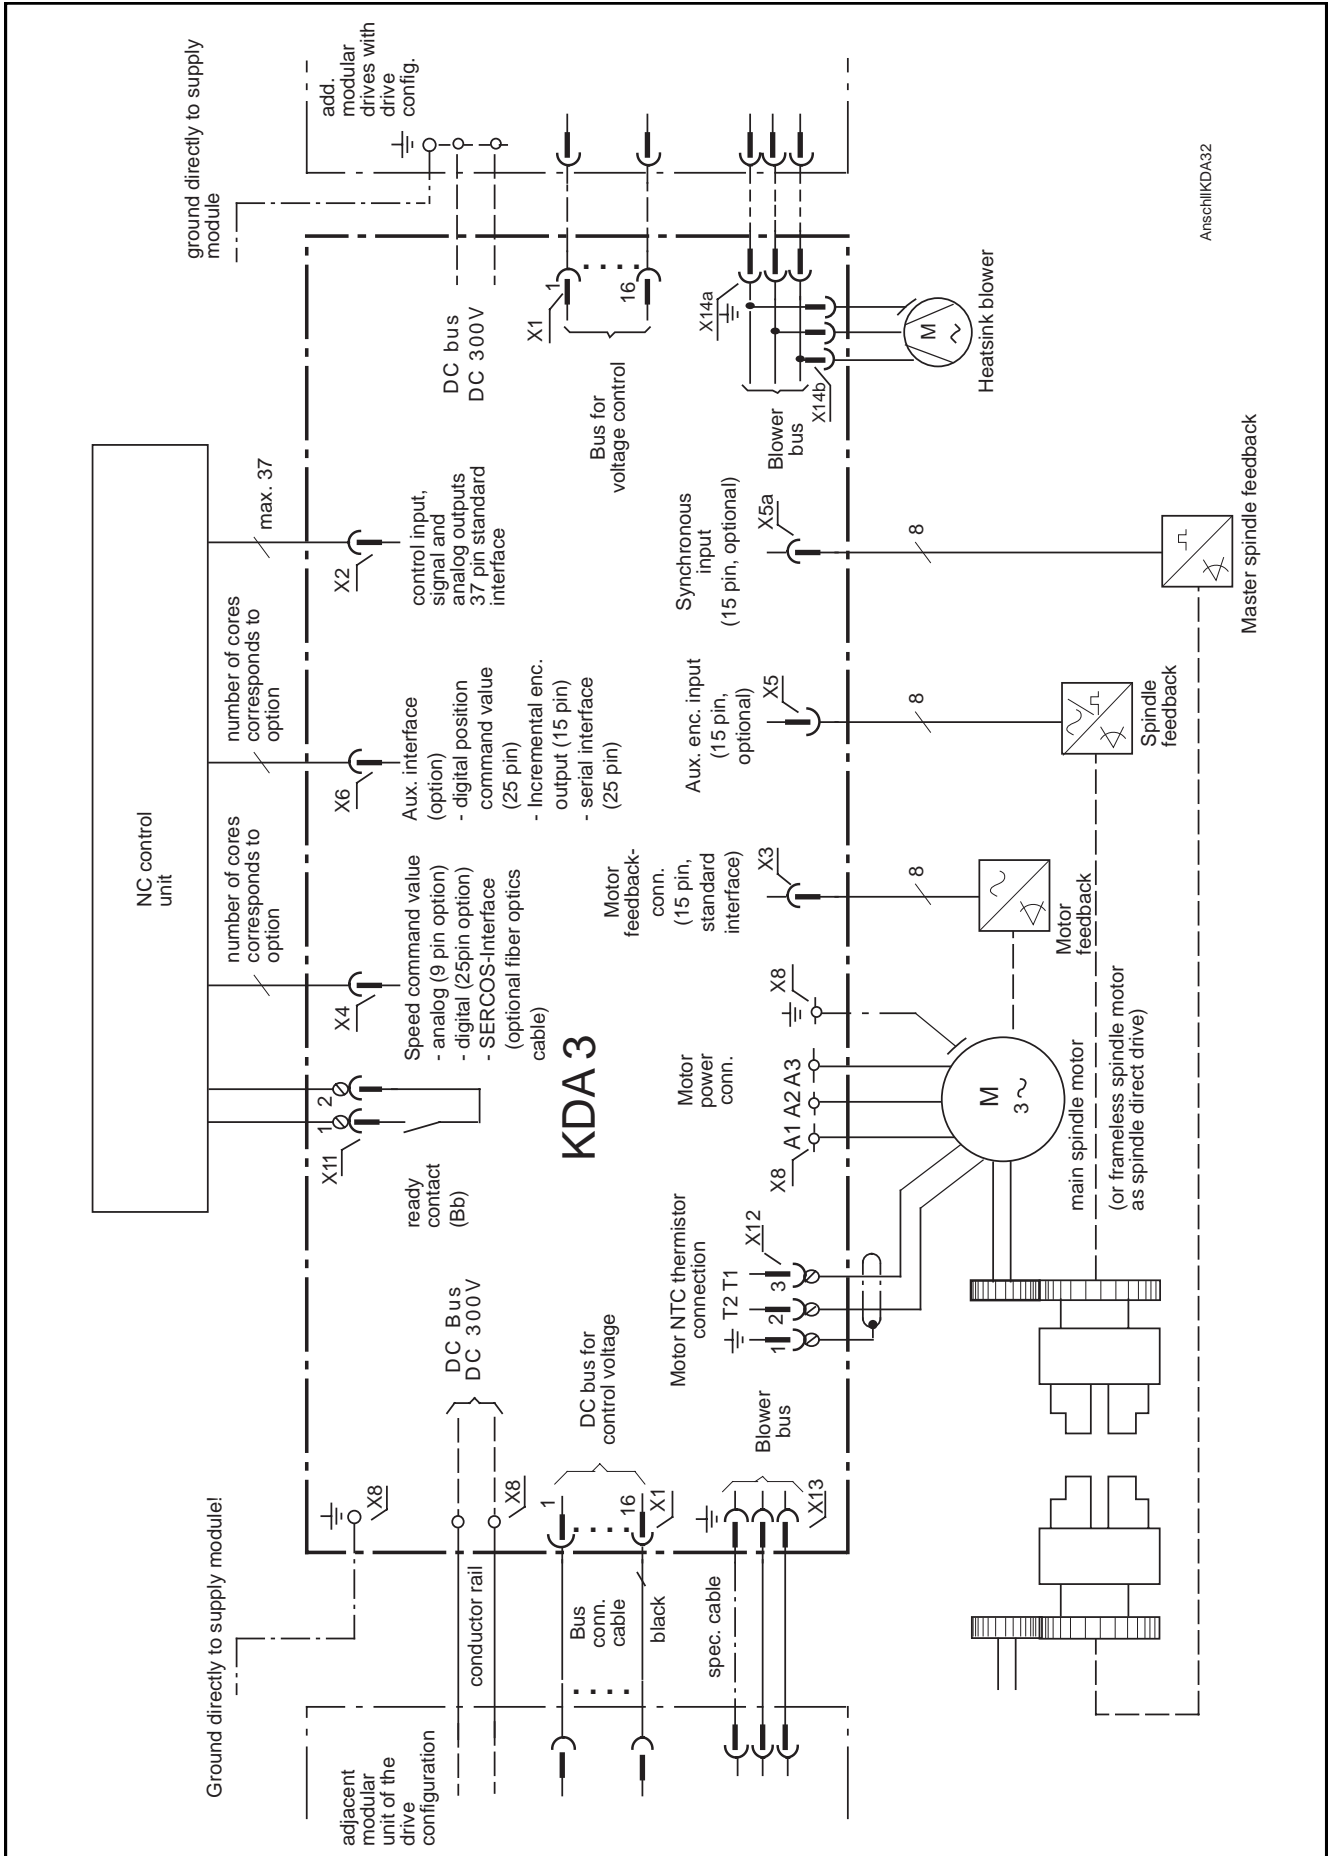 Ground directly to supply module!
ground directly to supply
module
NC control
unit
number of cores
corresponds to
option
number of cores
corresponds to
option
max. 37
adjacent
modular
unit of the
drive
configuration
conductor rail
Bus
conn.
cable
black
spec. cable
X8
X8
1
16
X1
X13
DC Bus
DC 300V
DC bus for
control voltage
Blower
bus
X11
1
2
ready
contact
(Bb)
X4
Speed command value
- analog (9 pin option)
- digital (25pin option)
- SERCOS-Interface
(optional fiber optics
cable)
X6
Aux. interface
(option)
- digital position
command value
(25 pin)
- Incremental enc.
output (15 pin)
- serial interface
(25 pin)
X2
control input,
signal and
analog outputs
37 pin standard
interface
DC bus
DC 300V
X1
1
16
Bus for
voltage control
X14a
Blower
bus
X14b
add.
modular
drives with
drive
config.
KDA 3
Motor NTC thermistor
connection
T2 T1
X12
1
2
3
Motor
power
conn.
X8
A1 A2 A3
X8
Motor
feedback-
conn.
(15 pin,
standard
interface)
X3
Aux. enc. input
(15 pin,
optional)
X5
Synchronous
input
(15 pin, optional)
X5a
8
8
8
M
3 ~
main spindle motor
(or frameless spindle motor
as spindle direct drive)
Motor
feedback
Spindle
feedback
Master spindle feedback
M
~
Heatsink blower
AnschlIKDA32